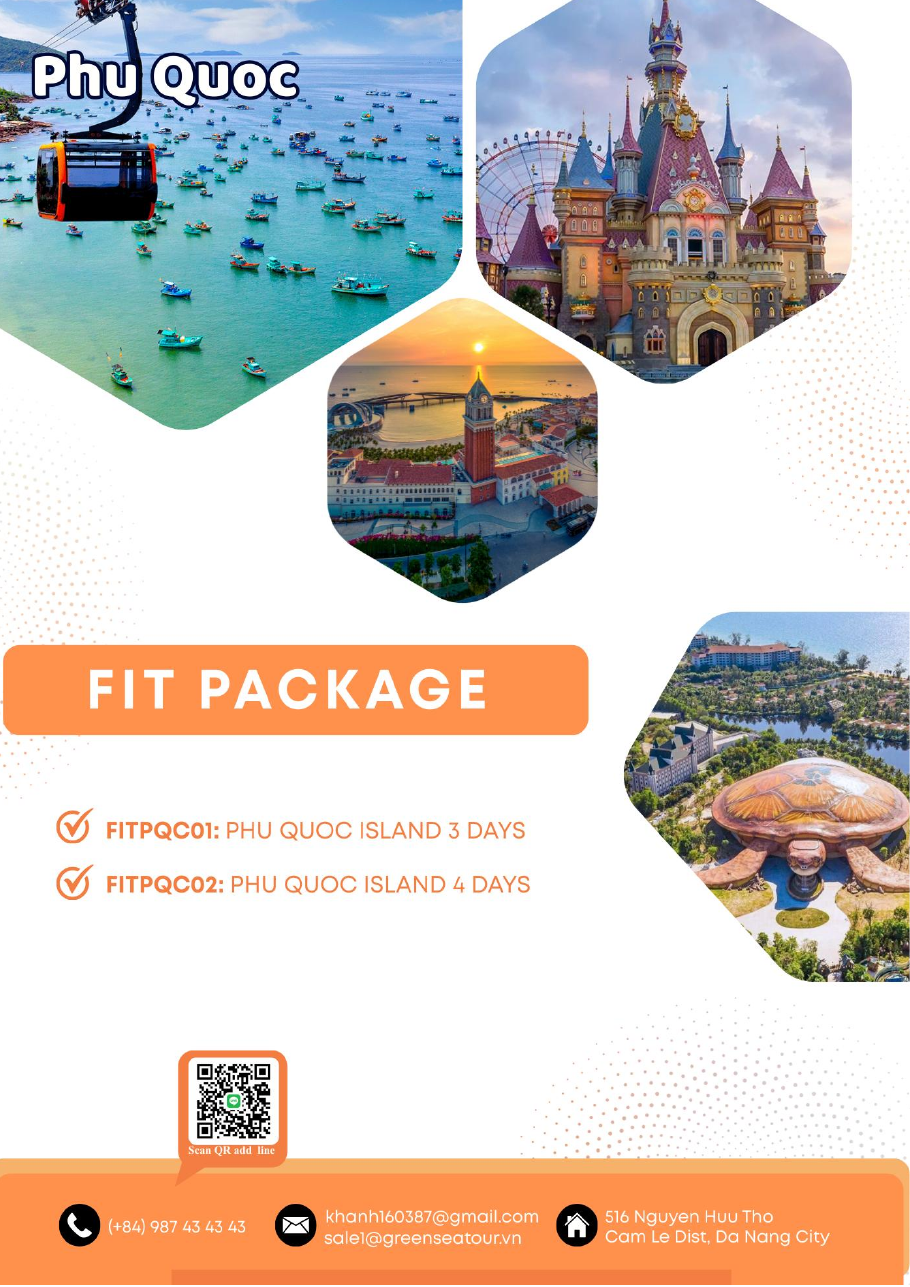 Phu Quoc
FIT PACKAGE
FITPQC01: PHU QUOC ISLAND 3 DAYS
FITPQC02: PHU QUOC ISLAND 4 DAYS
Scan QR add line
(+84) 987 43 43 43
khanh160387@gmail.com
sale1@greenseatour.vn
516 Nguyen Huu Tho
Cam Le Dist, Da Nang City